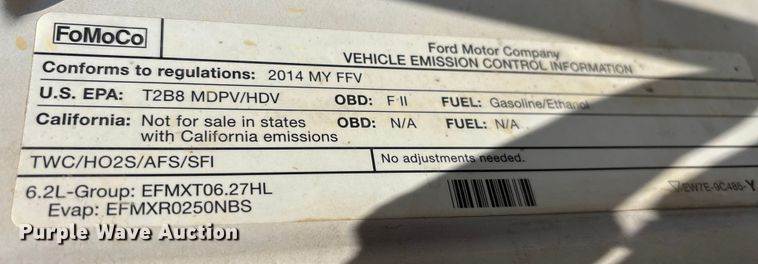 FoMoCo
Ford Motor Company
VEHICLE EMISSION CONTROL INFORMATION
Conforms to regulations: 2014 MY FFV
U.S. EPA: T2B8 MDPV/HDV OBD: F II FUEL: Gasoline/Ethanol
California: Not for sale in states with California emissions OBD: N/A FUEL: N/A
TWC/HO2S/AFS/SFI No adjustments needed.
6.2L-Group: EFMXT06.27HL
Evap: EFMXR0250NBS
EW7E-9C485-Y
Purple Wave Auction